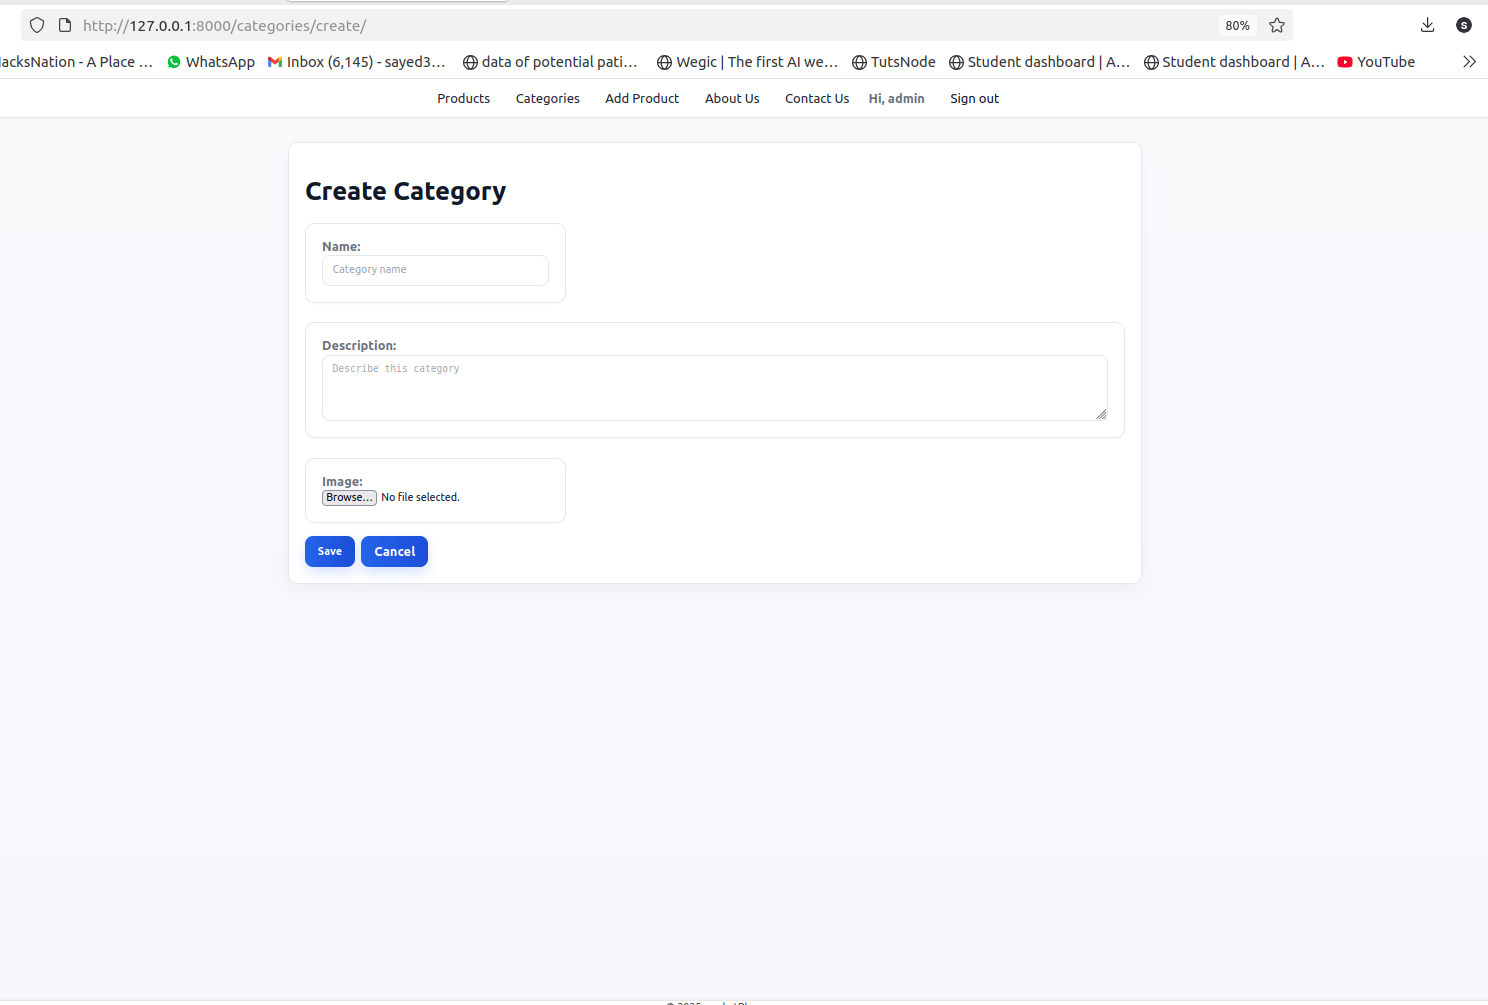 http://127.0.0.1:8000/categories/create/
80%
S
acksNation - A Place ...
WhatsApp
Inbox (6,145) - sayed3...
data of potential pati...
Wegic | The first AI we...
TutsNode
Student dashboard | A...
Student dashboard | A...
YouTube
Products
Categories
Add Product
About Us
Contact Us
Hi, admin
Sign out
Create Category
Name:
Category name
Description:
Describe this category
Image:
Browse... No file selected.
Save
Cancel